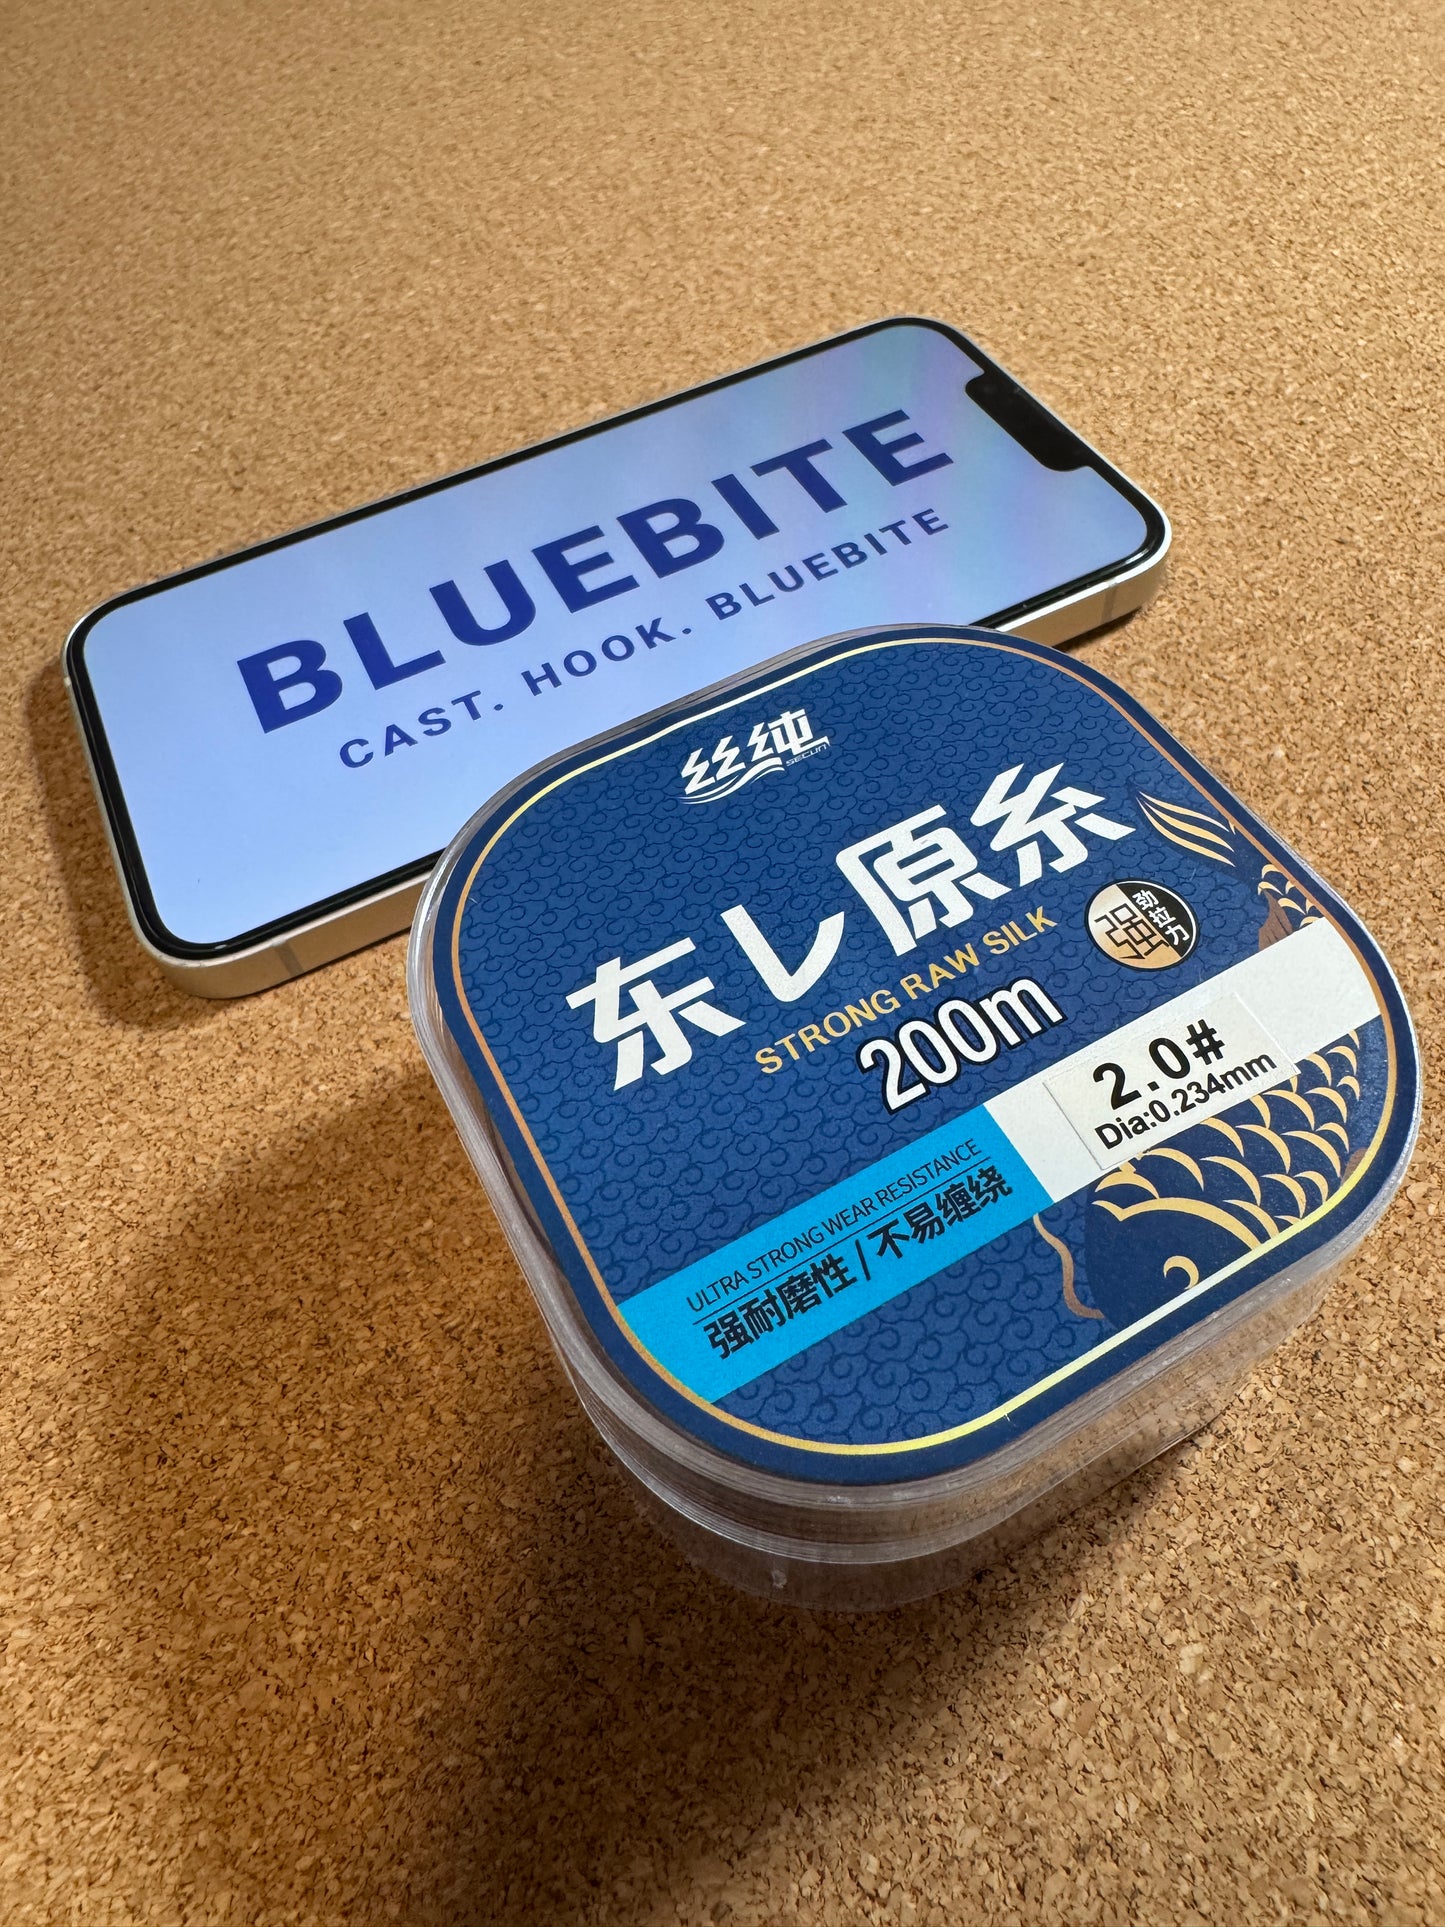 BLUEBITE
CAST. HOOK. BLUEBITE
丝纯
SECUN
东レ原糸
STRONG RAW SILK
强 劲拉力
200m
2.0#
Dia:0.234mm
ULTRA STRONG WEAR RESISTANCE
强耐磨性 / 不易缠绕